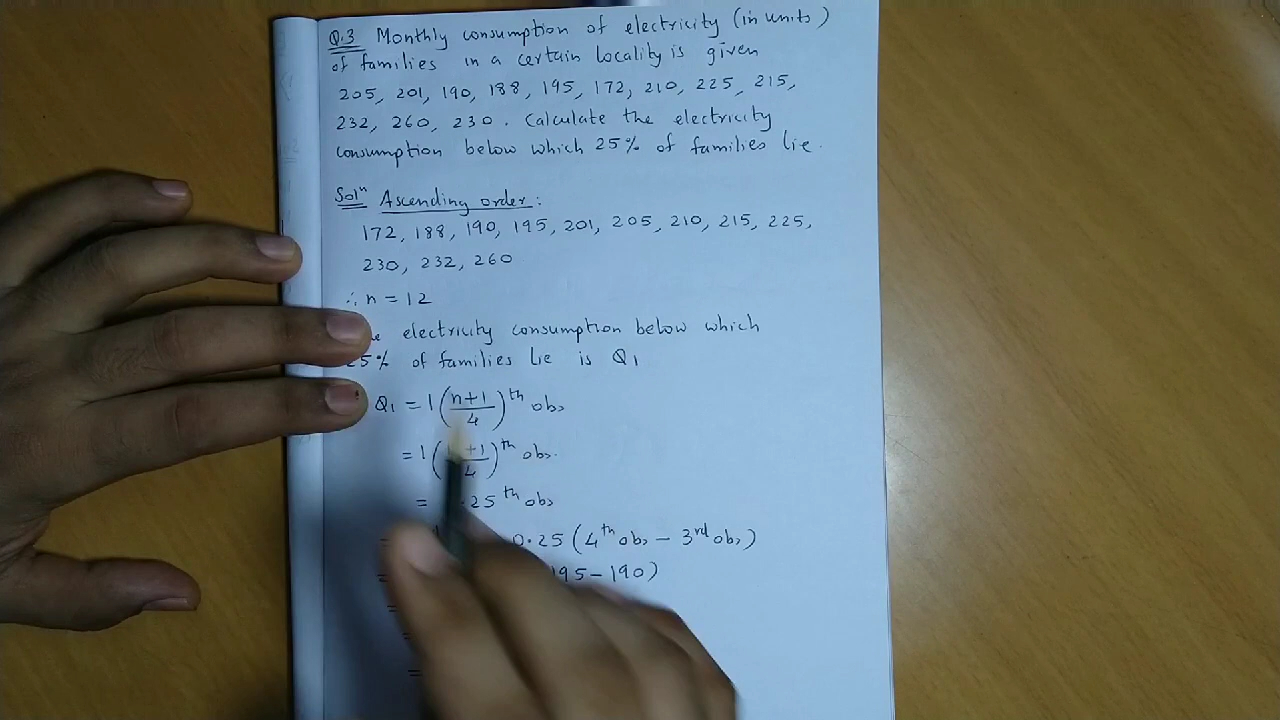 Q.3 Monthly consumption of electricity (in units)
of families in a certain locality is given
205, 201, 190, 188, 195, 172, 210, 225, 215,
232, 260, 230. Calculate the electricity
consumption below which 25% of families lie.
Solⁿ Ascending order:
172, 188, 190, 195, 201, 205, 210, 215, 225,
230, 232, 260
∴ n = 12
electricity consumption below which
25% of families lie is Q₁
Q₁ = 1(n+1/4)ᵗʰ obs
= 1( +1/4)ᵗʰ obs.
= .25ᵗʰ obs
0.25(4ᵗʰ obs - 3ʳᵈ obs)
195 - 190)
=